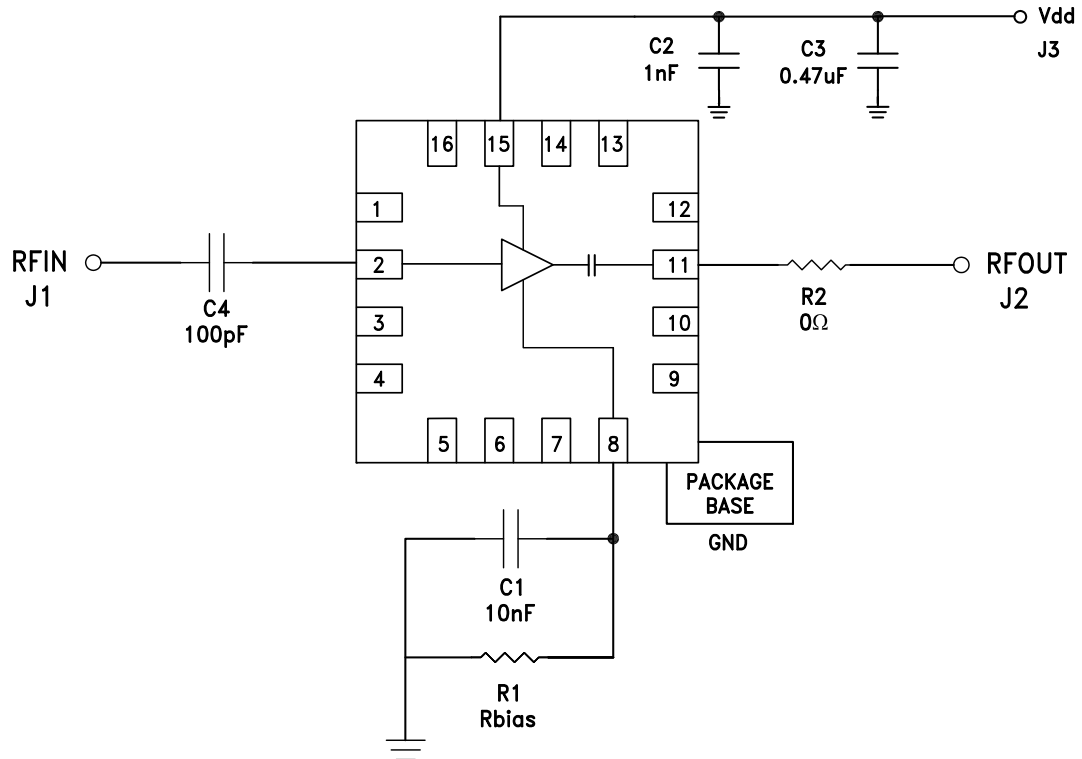 Vdd
J3
C2
1nF
C3
0.47uF
16
15
14
13
1
12
RFIN
J1
2
11
RFOUT
J2
C4
100pF
3
10
R2
0Ω
4
9
5
6
7
8
PACKAGE
BASE
GND
C1
10nF
R1
Rbias